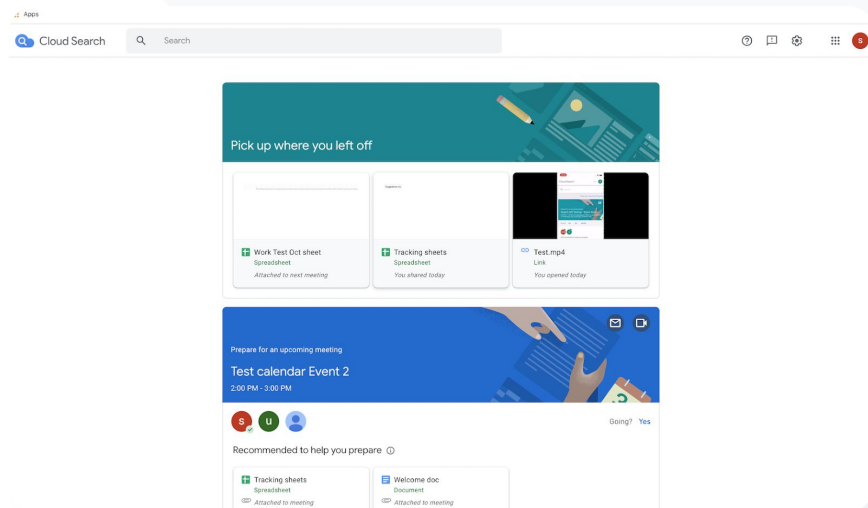 Apps
Cloud Search
Search
S
Pick up where you left off
Work Test Oct sheet
Spreadsheet
Attached to next meeting
Tracking sheets
Spreadsheet
You shared today
Test.mp4
Link
You opened today
Prepare for an upcoming meeting
Test calendar Event 2
2:00 PM - 3:00 PM
S
U
Going? Yes
Recommended to help you prepare
Tracking sheets
Spreadsheet
Attached to meeting
Welcome doc
Document
Attached to meeting